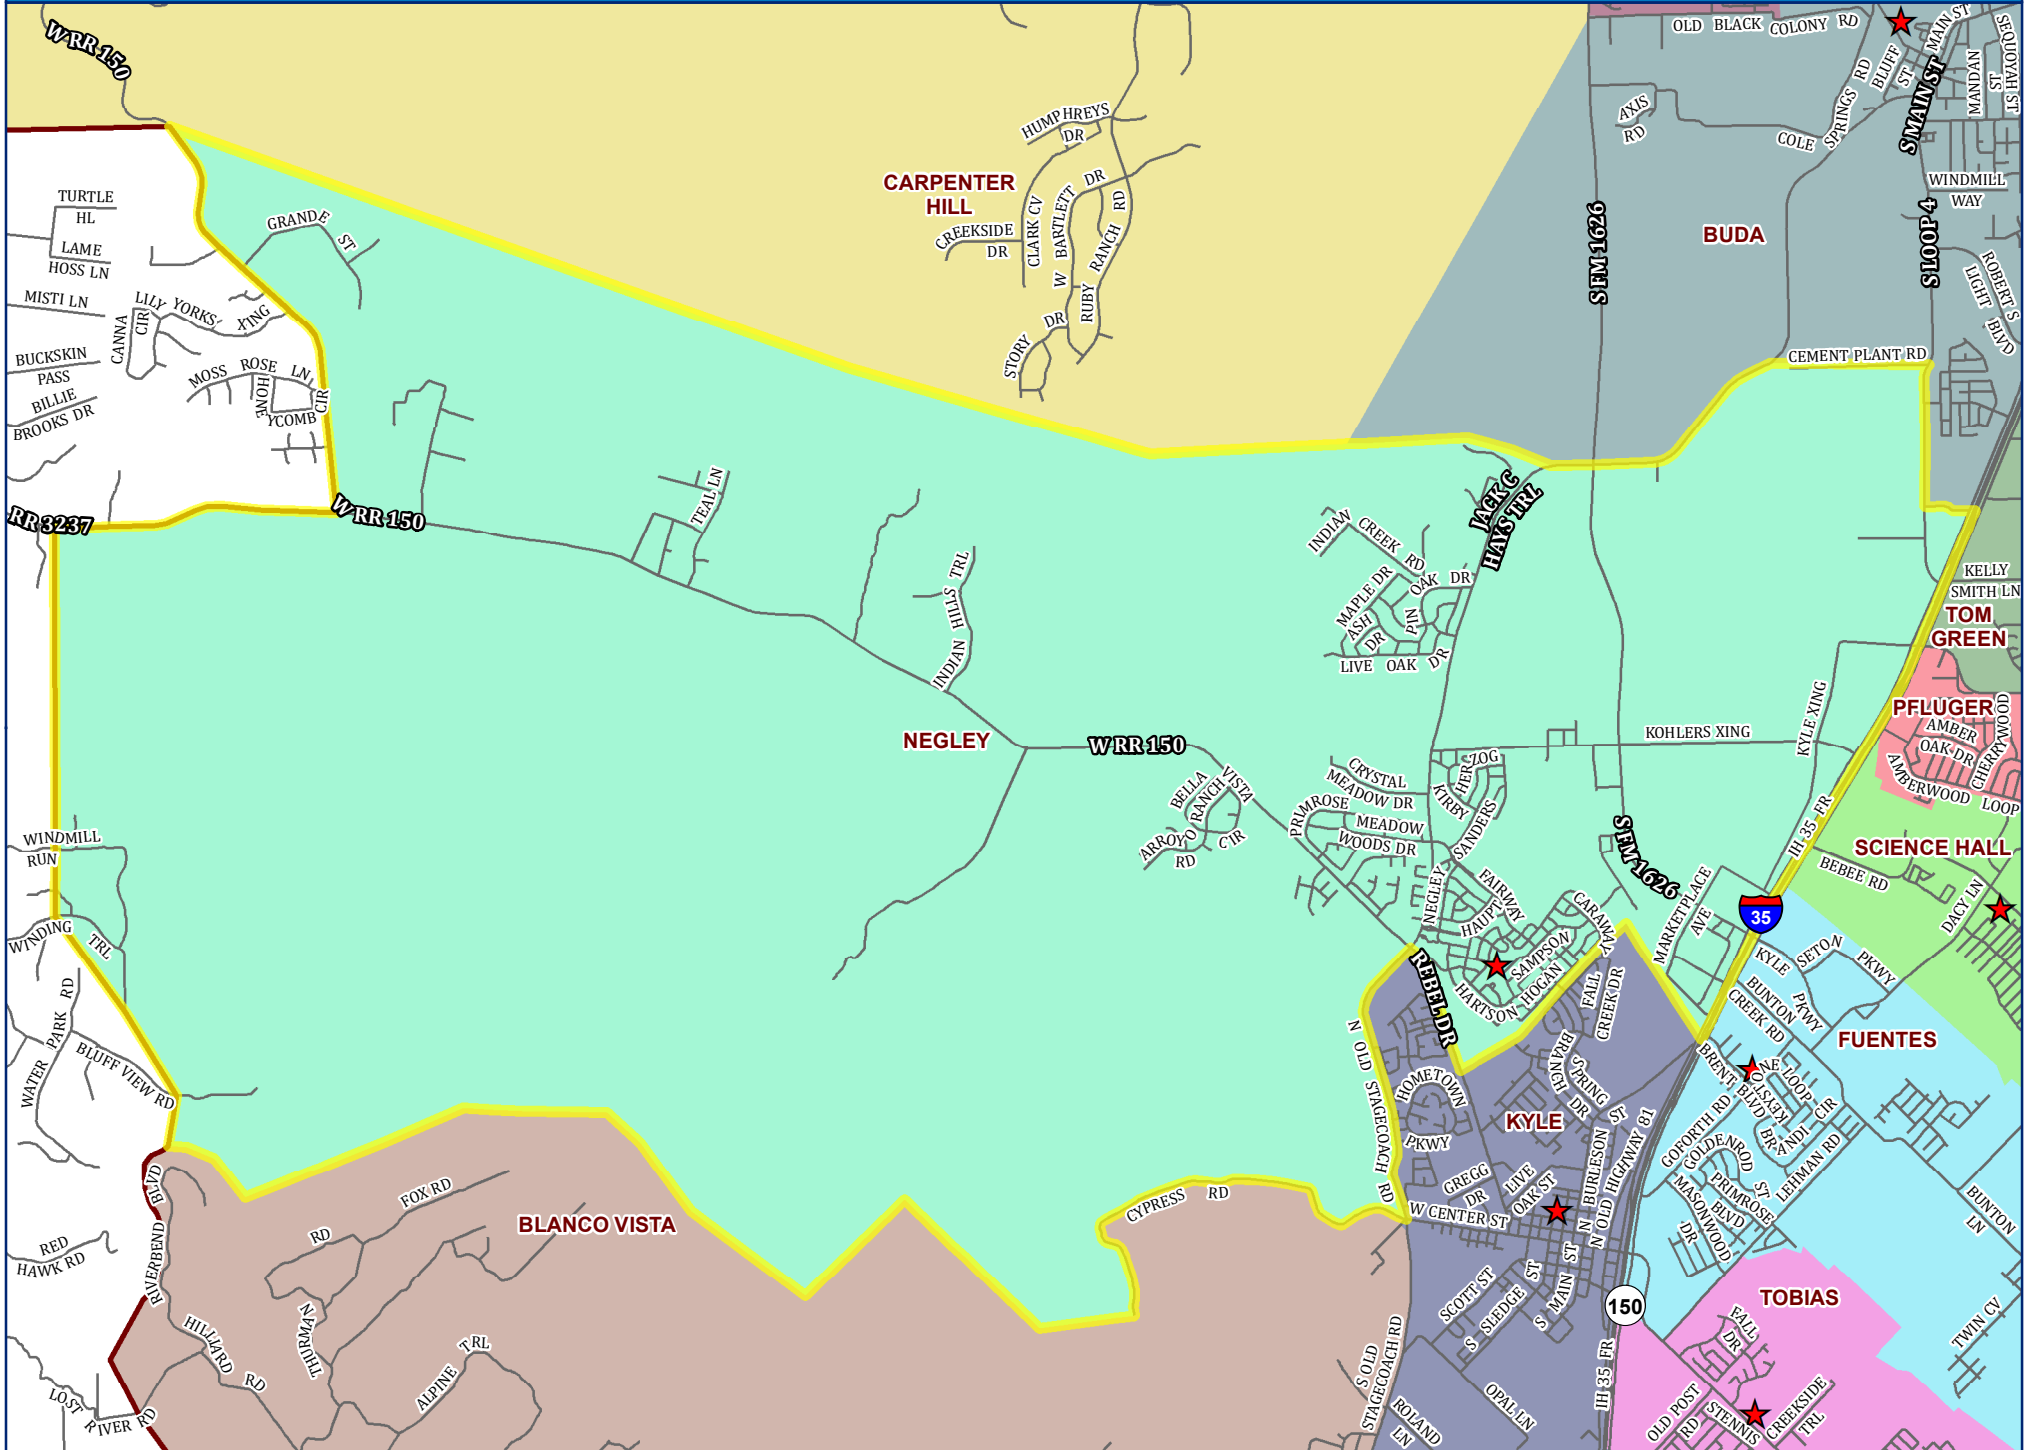 W RR 150
OLD BLACK COLONY RD
MAIN ST
SEQUOYAH ST
BLUFF
ST
MANDAN
ST
S MAIN ST
AXIS
RD
COLE SPRINGS RD
HUMPHREYS
DR
CARPENTER
HILL
CREEKSIDE
DR
CLARK CV
W BARTLETT DR
RUBY RANCH RD
STORY DR
WINDMILL
WAY
S FM 1626
BUDA
S LOOP 4
ROBERT S
LIGHT BLVD
CEMENT PLANT RD
TURTLE
HL
LAME
HOSS LN
MISTI LN
GRANDE ST
LILY YORKS XING
CANNA
CIR
BUCKSKIN
PASS
BILLIE
BROOKS DR
MOSS ROSE LN
HONEYCOMB CIR
RR 3237
W RR 150
TEAL LN
INDIAN HILLS TRL
JACK C
HAYS TRL
INDIAN CREEK RD
MAPLE DR
OAK DR
PIN
ASH
DR
LIVE OAK DR
KELLY
SMITH LN
TOM
GREEN
PFLUGER
AMBER
OAK DR
CHERRYWOOD
AMBERWOOD LOOP
NEGLEY
W RR 150
KOHLERS XING
KYLE XING
BELLA
VISTA
RANCH
ARROYO
RD
CIR
CRYSTAL
MEADOW DR
PRIMROSE
MEADOW
WOODS DR
HERZOG
KIRBY
SANDERS
S FM 1626
IH 35 FR
SCIENCE HALL
BEBEE RD
DACY LN
WINDMILL
RUN
WINDING TRL
NEGLEY
FAIRWAY
HAUPT
CARAWAY
SAMPSON
HOGAN
HARTSON
MARKETPLACE
AVE
35
REBEL DR
FALL
CREEK DR
KYLE
SETON PKWY
PKWY
BUNTON
CREEK RD
FUENTES
WATER PARK RD
BLUFF VIEW RD
N OLD STAGECOACH RD
HOMETOWN
PKWY
BRANCH
DR
SPRING
ST
KYLE
BRENT BLVD
KEYSTONE LOOP
GOFORTH RD
BRANDI CIR
GOLDENROD
ST
LEHMAN RD
PRIMROSE
BLVD
MASONWOOD
DR
BUNTON
LN
GREGG
DR
LIVE
OAK ST
N BURLESON
N OLD HIGHWAY 81
W CENTER ST
CYPRESS RD
BLANCO VISTA
RIVERBEND BLVD
FOX RD
RD
RED
HAWK RD
THURMAN
HILLIARD RD
ALPINE TRL
LOST
RIVER RD
SCOTT ST
S SLEDGE ST
S MAIN ST
150
TOBIAS
FALL
DR
TWIN CV
S OLD
STAGECOACH RD
ROLAND
LN
OPAL LN
IH 35 FR
OLD POST
RD
STENNIS
CREEKSIDE
TRL